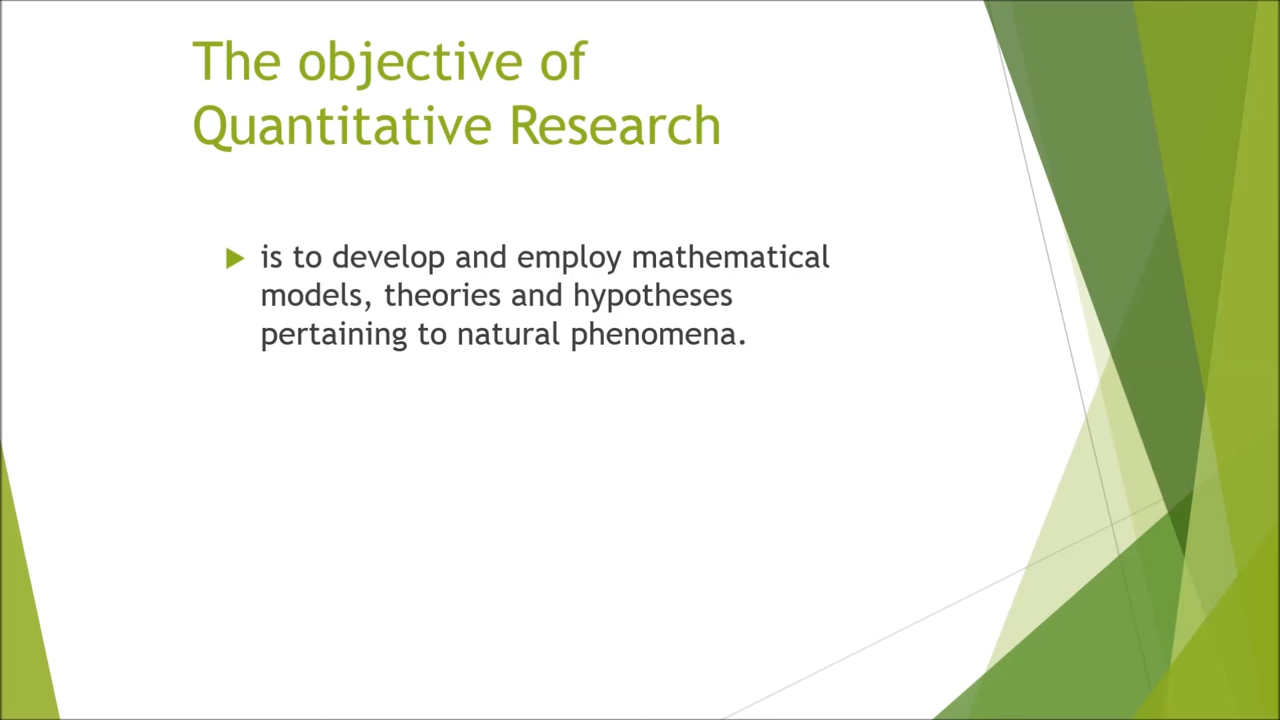 The objective of
Quantitative Research
is to develop and employ mathematical
models, theories and hypotheses
pertaining to natural phenomena.